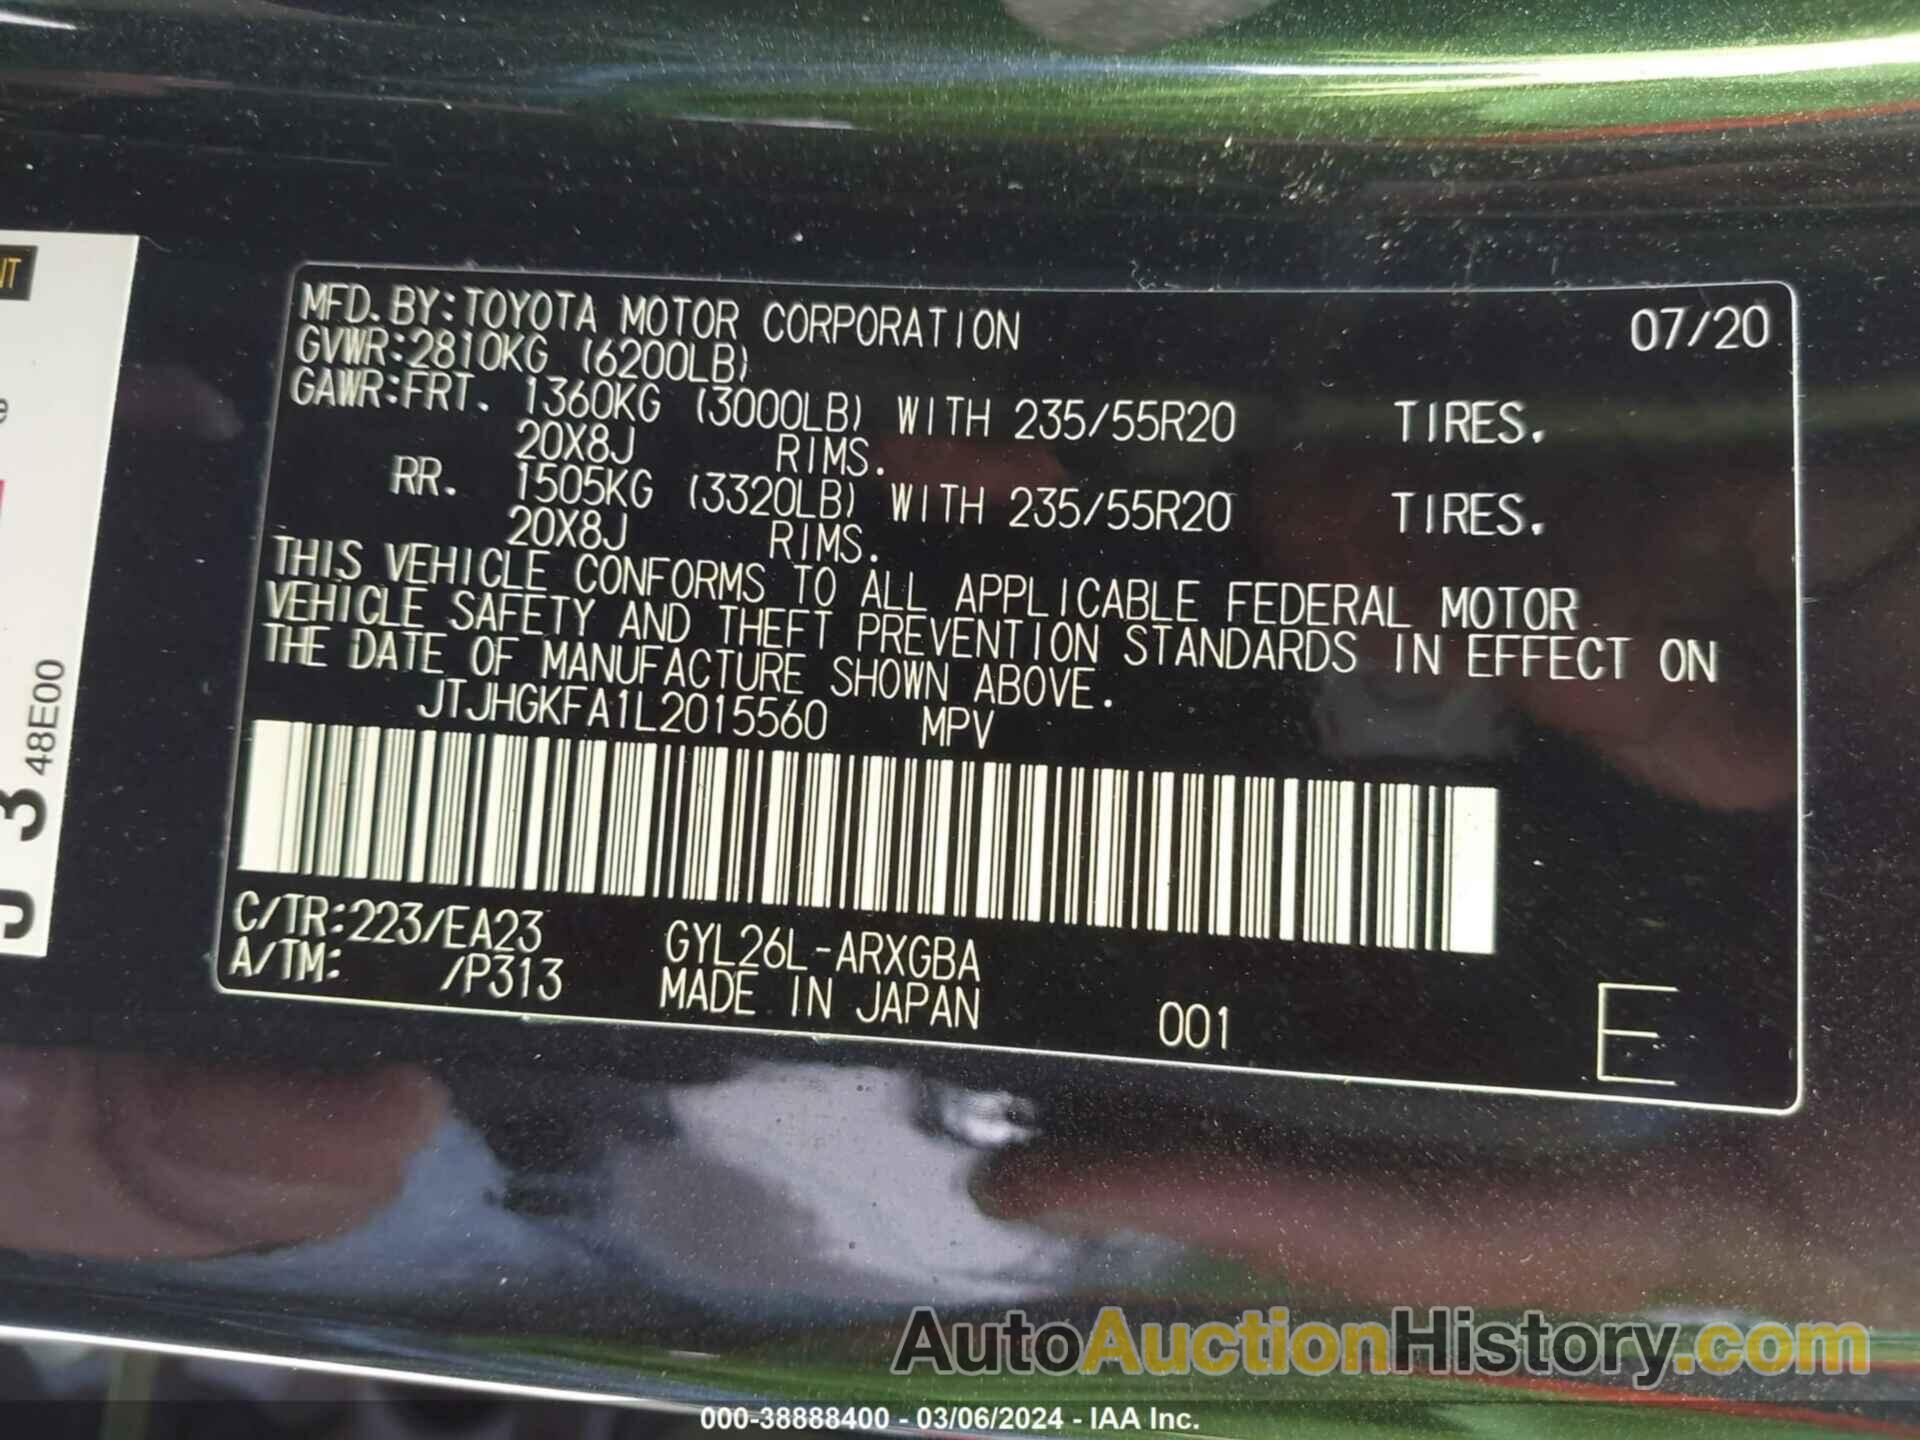 MFD. BY: TOYOTA MOTOR CORPORATION 07/20
GVWR: 2810KG (6200LB)
GAWR: FRT. 1360KG (3000LB) WITH 235/55R20 TIRES.
20X8J RIMS.
RR. 1505KG (3320LB) WITH 235/55R20 TIRES.
20X8J RIMS.
THIS VEHICLE CONFORMS TO ALL APPLICABLE FEDERAL MOTOR
VEHICLE SAFETY AND THEFT PREVENTION STANDARDS IN EFFECT ON
THE DATE OF MANUFACTURE SHOWN ABOVE.
JTJHGKFA1L2015560 MPV
C/TR: 223/EA23 GYL26L-ARXGBA
A/TM: /P313 MADE IN JAPAN 001 E
48E00
AutoAuctionHistory.com
000-38888400 - 03/06/2024 - IAA Inc.